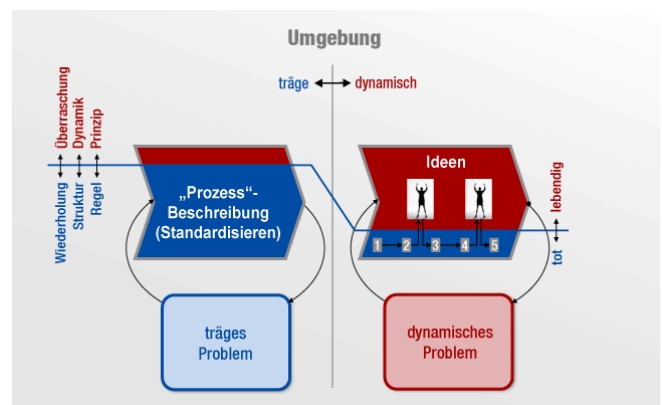 Umgebung
träge
dynamisch
Überraschung
Dynamik
Prinzip
Wiederholung
Struktur
Regel
„Prozess“-
Beschreibung
(Standardisieren)
Ideen
1
2
3
4
5
lebendig
tot
träges
Problem
dynamisches
Problem